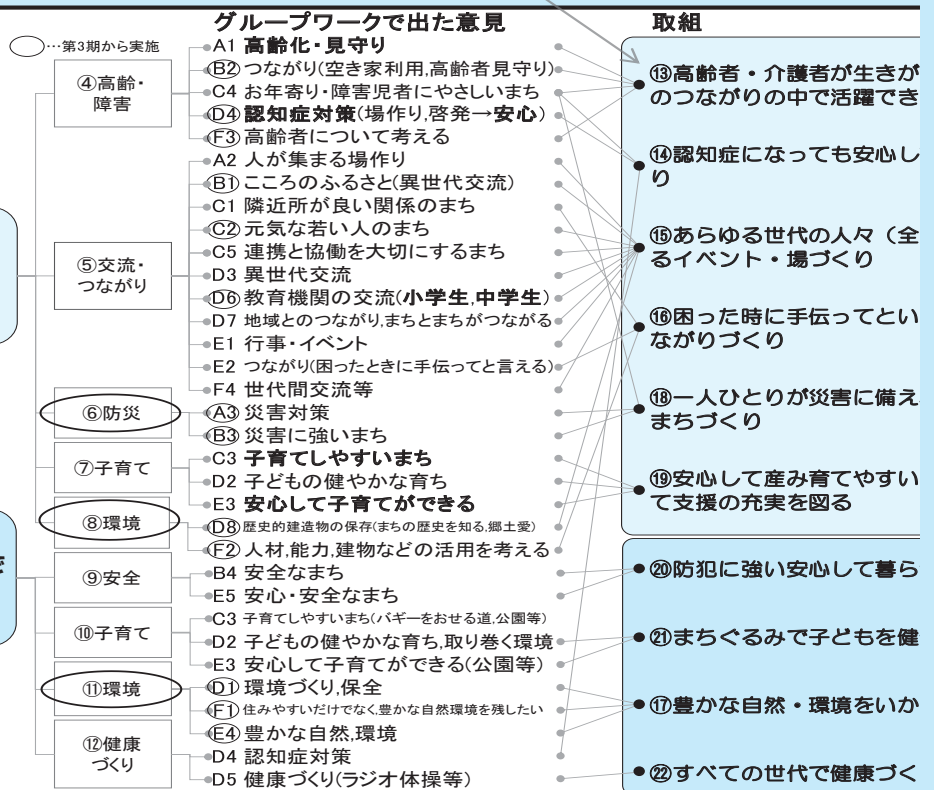 グループワークで出た意見
取組
…第3期から実施
④高齢・
障害
A1 高齢化・見守り
B2 つながり(空き家利用,高齢者見守り)
C4 お年寄り・障害児者にやさしいまち
D4 認知症対策(場作り,啓発→安心)
F3 高齢者について考える
⑤交流・
つながり
A2 人が集まる場作り
B1 こころのふるさと(異世代交流)
C1 隣近所が良い関係のまち
C2 元気な若い人のまち
C5 連携と協働を大切にするまち
D3 異世代交流
D6 教育機関の交流(小学生,中学生)
D7 地域とのつながり,まちとまちがつながる
E1 行事・イベント
E2 つながり(困ったときに手伝ってと言える)
F4 世代間交流等
⑥防災
A3 災害対策
B3 災害に強いまち
⑦子育て
C3 子育てしやすいまち
D2 子どもの健やかな育ち
E3 安心して子育てができる
⑧環境
D8 歴史的建造物の保存(まちの歴史を知る,郷土愛)
F2 人材,能力,建物などの活用を考える
⑨安全
B4 安全なまち
E5 安心・安全なまち
⑩子育て
C3 子育てしやすいまち(バギーをおせる道,公園等)
D2 子どもの健やかな育ち,取り巻く環境
E3 安心して子育てができる(公園等)
⑪環境
D1 環境づくり,保全
F1 住みやすいだけでなく,豊かな自然環境を残したい
E4 豊かな自然,環境
⑫健康
づくり
D4 認知症対策
D5 健康づくり(ラジオ体操等)
⑬高齢者・介護者が生きが
のつながりの中で活躍でき
⑭認知症になっても安心し
り
⑮あらゆる世代の人々（全
るイベント・場づくり
⑯困った時に手伝ってとい
ながりづくり
⑱一人ひとりが災害に備え
まちづくり
⑲安心して産み育てやすい
て支援の充実を図る
⑳防犯に強い安心して暮ら
㉑まちぐるみで子どもを健
⑰豊かな自然・環境をいか
㉒すべての世代で健康づく